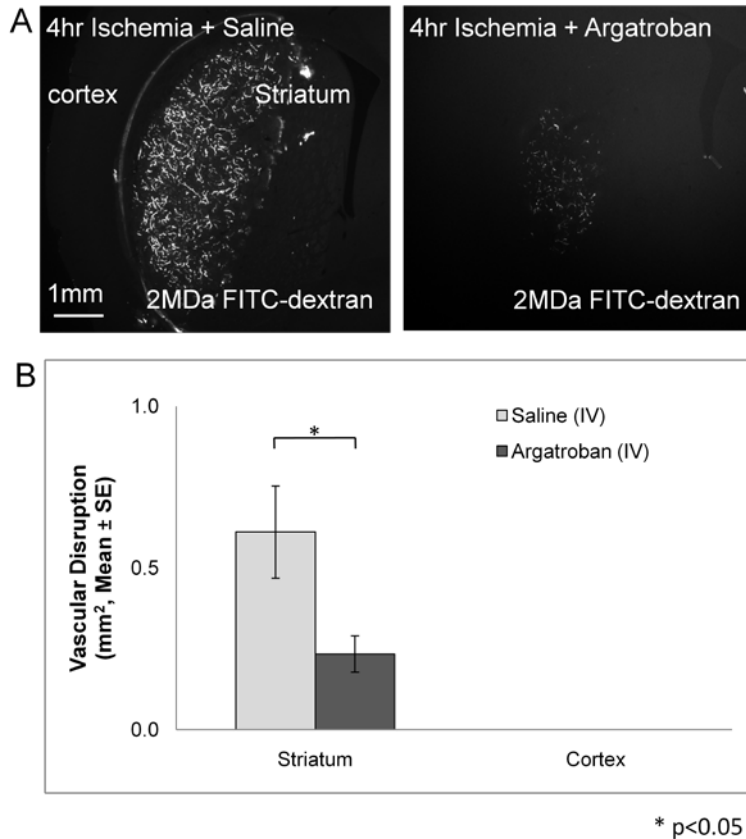 A
4hr Ischemia + Saline
4hr Ischemia + Argatroban
cortex
Striatum
2MDa FITC-dextran
1mm
2MDa FITC-dextran
B
1.0
0.5
0.0
Vascular Disruption
(mm², Mean ± SE)
*
Saline (IV)
Argatroban (IV)
Striatum
Cortex
* p<0.05